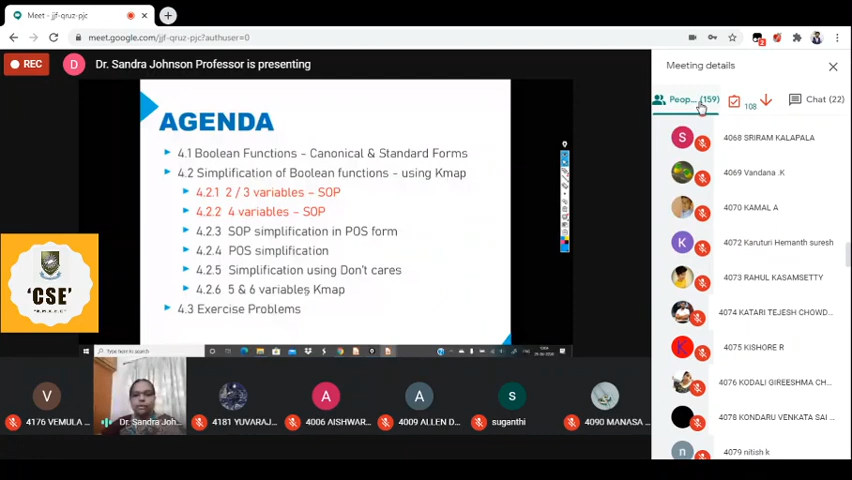 Meet - jjf-qruz-pjc
meet.google.com/jjf-qruz-pjc?authuser=0
2
REC
D
Dr. Sandra Johnson Professor is presenting
Meeting details
Peop... (159)
108
Chat (22)
AGENDA
4.1 Boolean Functions - Canonical & Standard Forms
4.2 Simplification of Boolean functions - using Kmap
4.2.1 2 / 3 variables – SOP
4.2.2 4 variables – SOP
4.2.3 SOP simplification in POS form
4.2.4 POS simplification
4.2.5 Simplification using Don't cares
4.2.6 5 & 6 variables Kmap
4.3 Exercise Problems
'CSE'
Type here to search
S
4068 SRIRAM KALAPALA
4069 Vandana .K
4070 KAMAL A
K
4072 Karuturi Hemanth suresh
4073 RAHUL KASAMSETTY
4074 KATARI TEJESH CHOWD...
K
4075 KISHORE R
4076 KODALI GIREESHMA CH...
4078 KONDARU VENKATA SAI ...
n
4079 nitish k
V
4176 VEMULA ...
Dr. Sandra Joh...
4181 YUVARAJ...
A
4006 AISHWAR...
A
4009 ALLEN D...
s
suganthi
4090 MANASA ...